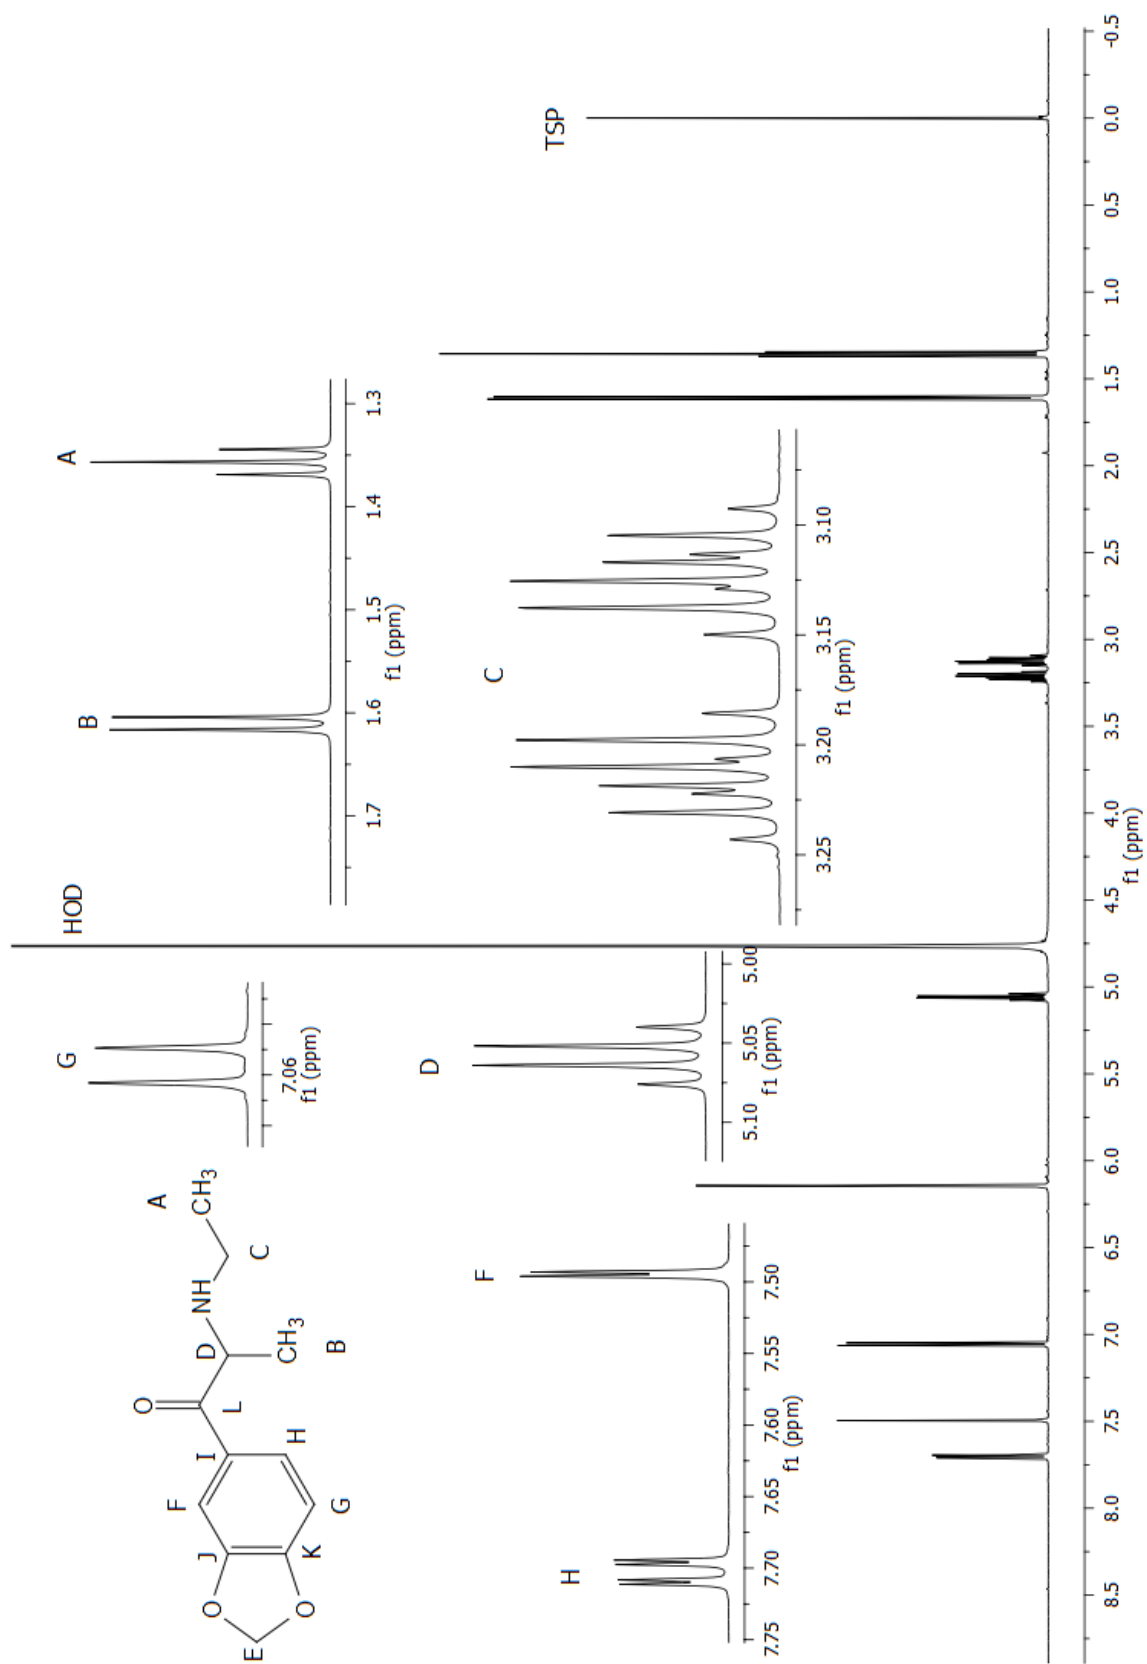 A
B
HOD
G
1.7
1.6
1.5
1.4
1.3
f1 (ppm)
7.06
f1 (ppm)
O
L
D
NH
CH3
A
C
CH3
B
I
F
H
J
G
K
O
O
E
D
5.10
5.05
5.00
f1 (ppm)
C
3.25
3.20
3.15
3.10
f1 (ppm)
H
F
7.75
7.70
7.65
7.60
7.55
7.50
f1 (ppm)
TSP
8.5
8.0
7.5
7.0
6.5
6.0
5.5
5.0
4.5
4.0
3.5
3.0
2.5
2.0
1.5
1.0
0.5
0.0
-0.5
f1 (ppm)